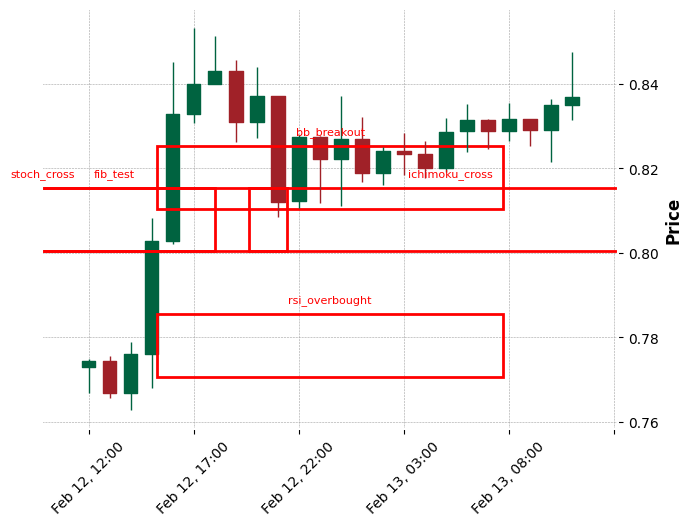 0.84
bb_breakout
0.82
stoch_cross fib_test ichimoku_cross
Price
0.80
rsi_overbought
0.78
0.76
Feb 12, 12:00 Feb 12, 17:00 Feb 12, 22:00 Feb 13, 03:00 Feb 13, 08:00